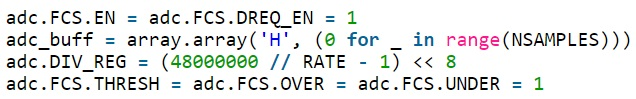 adc.FCS.EN = adc.FCS.DREQ_EN = 1
adc_buff = array.array('H', (0 for _ in range(NSAMPLES)))
adc.DIV_REG = (48000000 // RATE - 1) << 8
adc.FCS.THRESH = adc.FCS.OVER = adc.FCS.UNDER = 1